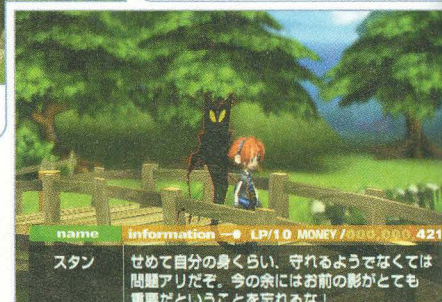 name information LP/10 MONEY/000,000,421
スタン
せめて自分の身くらい、守れるようでなくては
問題アリだぞ。今の余にはお前の影がとても
重要だということを忘れるな！